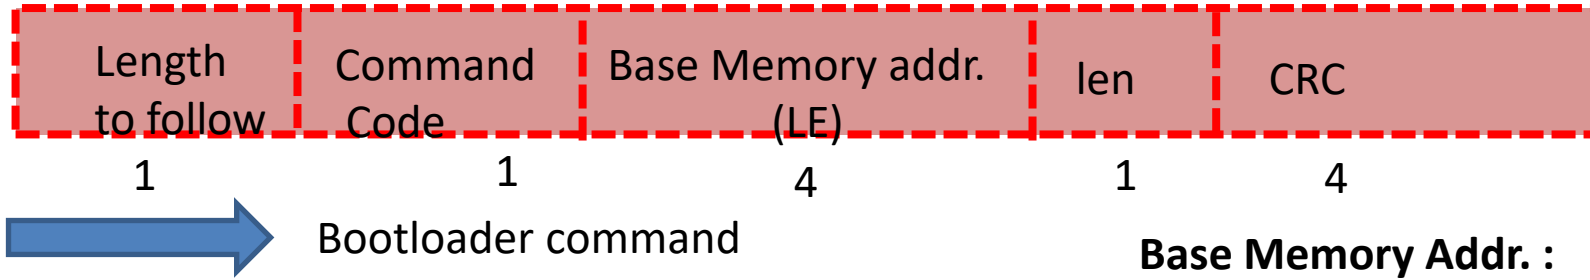 Length
to follow
Command
Code
Base Memory addr.
(LE)
len
CRC
1
1
4
1
4
Bootloader command
Base Memory Addr. :